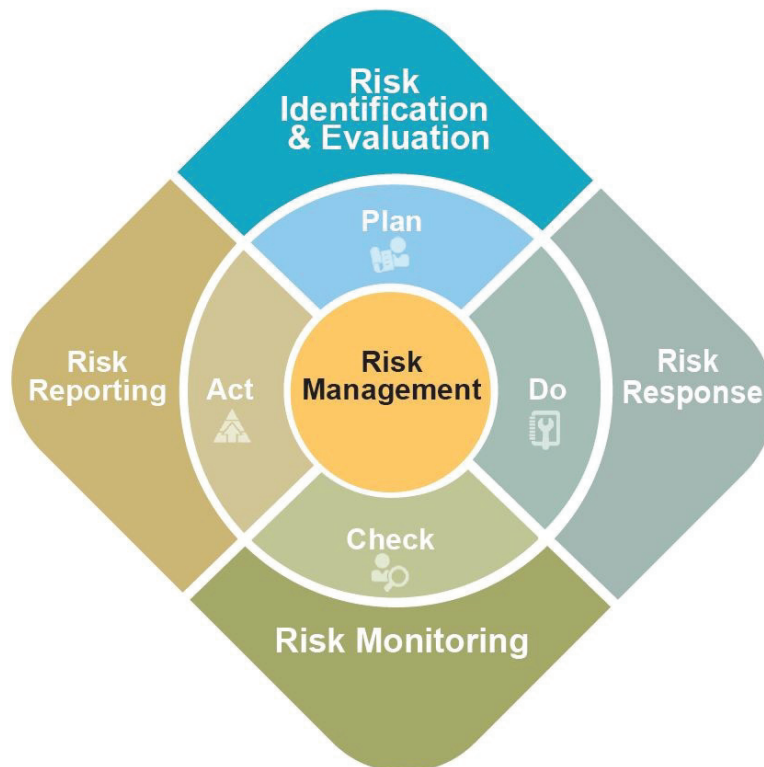 Risk
Identification
& Evaluation
Plan
Risk
Reporting
Act
Risk
Management
Do
Risk
Response
Check
Risk Monitoring